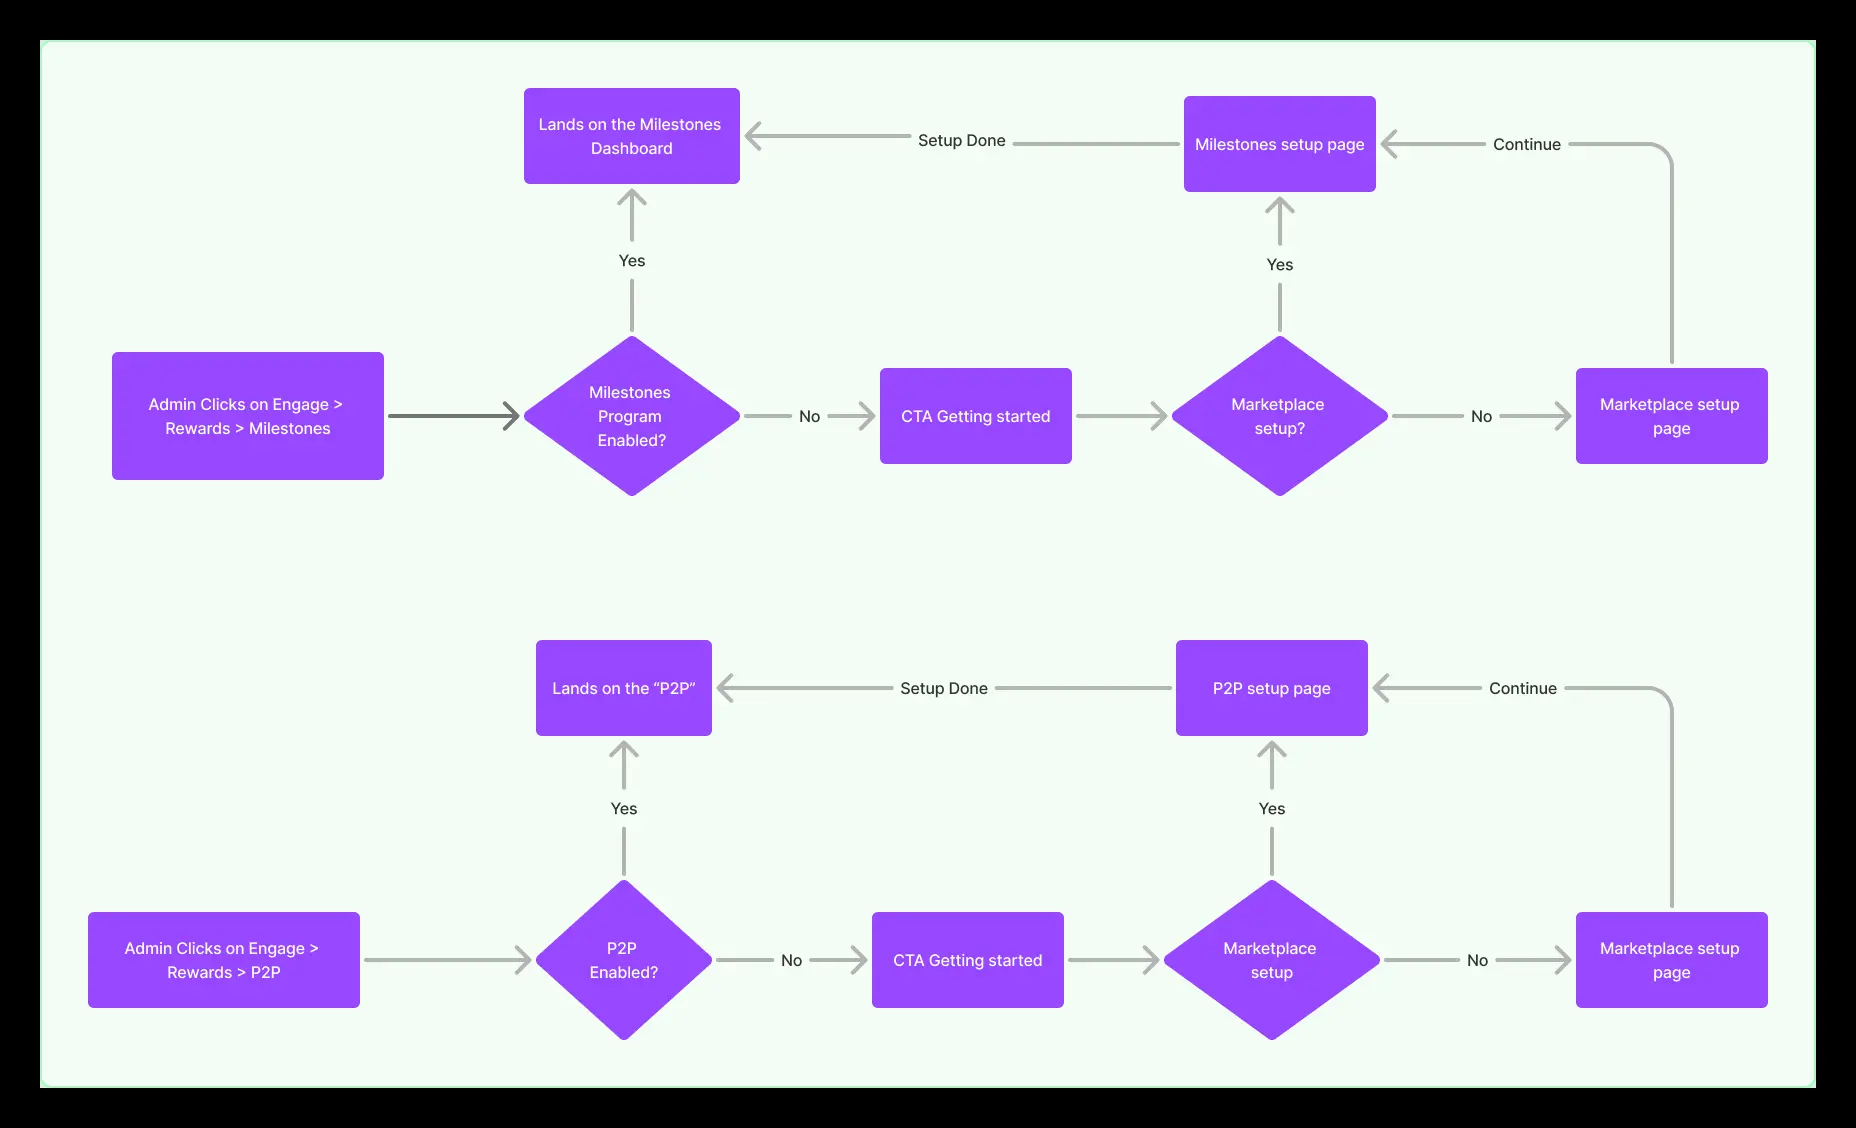 Lands on the Milestones
Dashboard
Setup Done
Milestones setup page
Continue
Yes
Yes
Admin Clicks on Engage >
Rewards > Milestones
Milestones
Program
Enabled?
No
CTA Getting started
Marketplace
setup?
No
Marketplace setup
page
Lands on the “P2P”
Setup Done
P2P setup page
Continue
Yes
Yes
Admin Clicks on Engage >
Rewards > P2P
P2P
Enabled?
No
CTA Getting started
Marketplace
setup
No
Marketplace setup
page